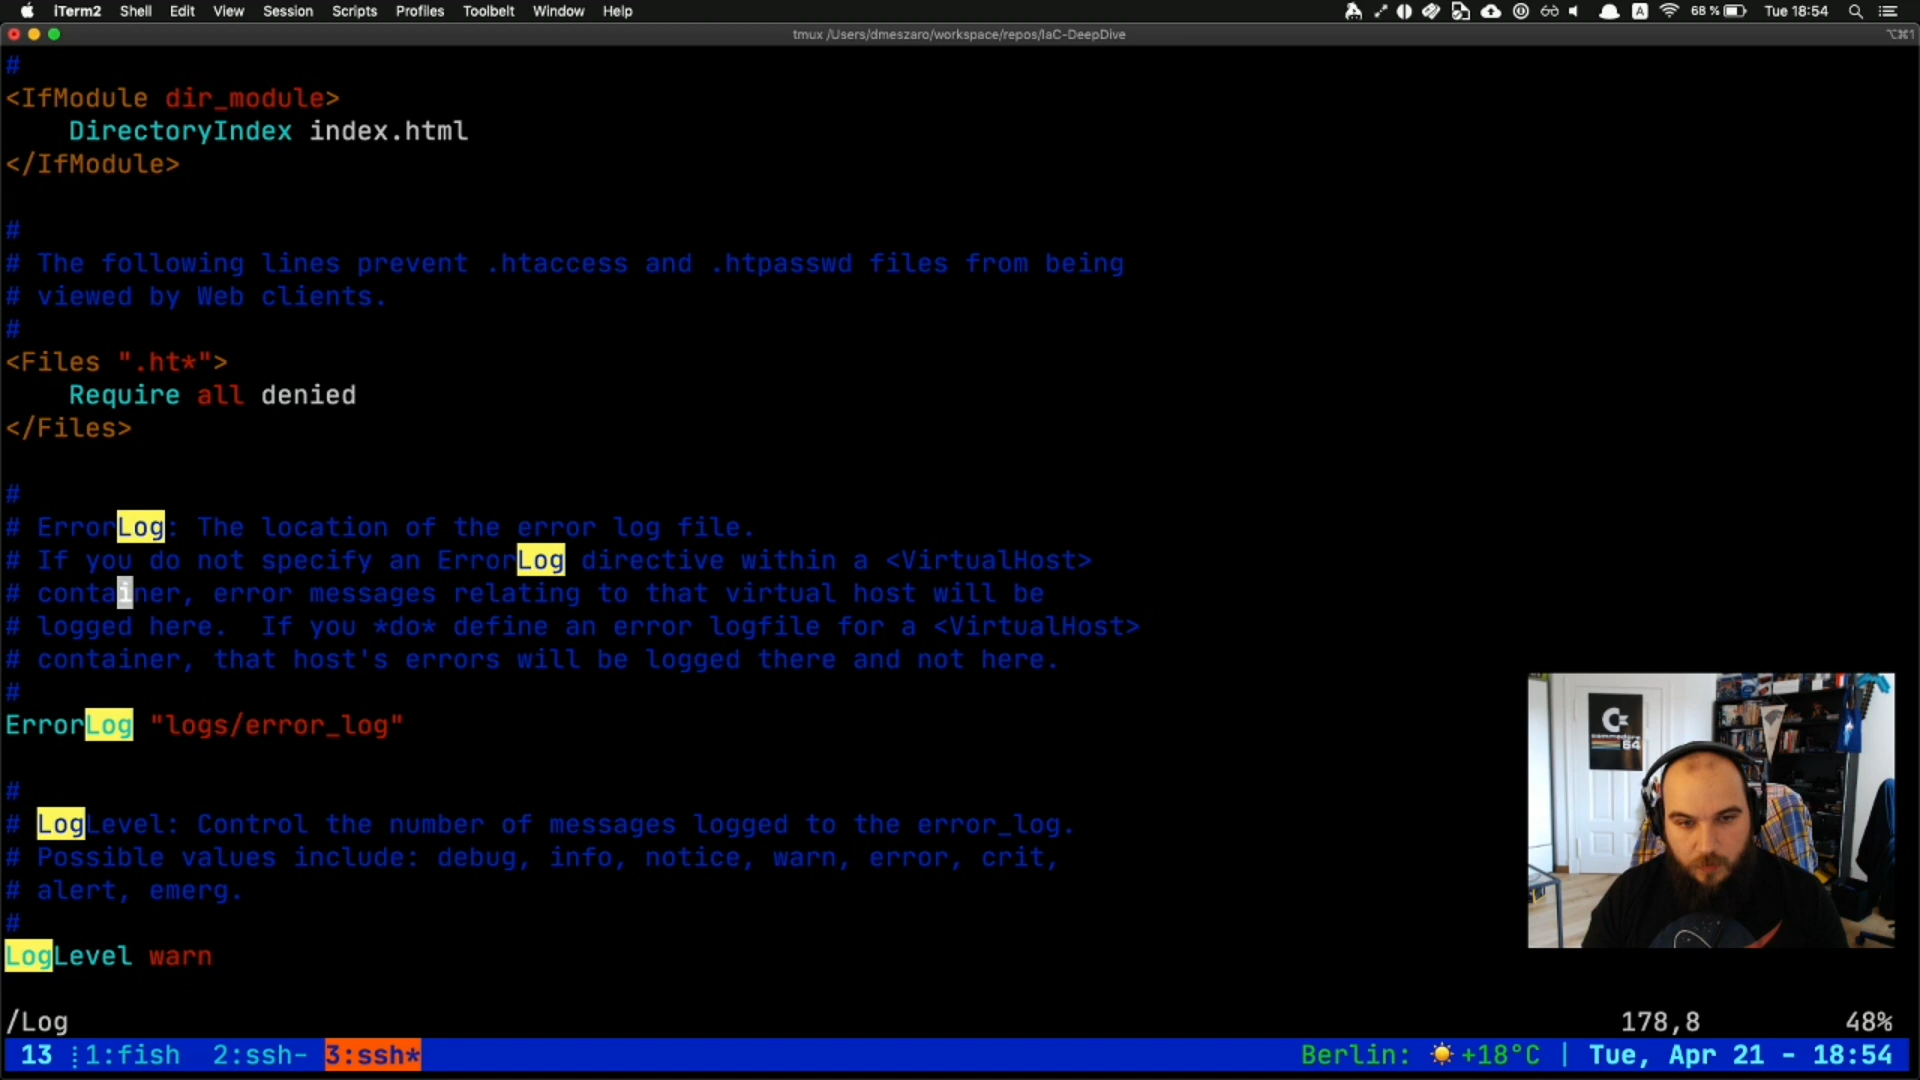 iTerm2 Shell Edit View Session Scripts Profiles Toolbelt Window Help 68 % Tue 18:54
tmux /Users/dmeszaro/workspace/repos/IaC-DeepDive ⌥⌘1
#
<IfModule dir_module>
    DirectoryIndex index.html
</IfModule>
#
# The following lines prevent .htaccess and .htpasswd files from being
# viewed by Web clients.
#
<Files ".ht*">
    Require all denied
</Files>
#
# ErrorLog: The location of the error log file.
# If you do not specify an ErrorLog directive within a <VirtualHost>
# container, error messages relating to that virtual host will be
# logged here.  If you *do* define an error logfile for a <VirtualHost>
# container, that host's errors will be logged there and not here.
#
ErrorLog "logs/error_log"
#
# LogLevel: Control the number of messages logged to the error_log.
# Possible values include: debug, info, notice, warn, error, crit,
# alert, emerg.
#
LogLevel warn
commodore
64
/Log 178,8 48%
13 1:fish 2:ssh- 3:ssh* Berlin: +18°C | Tue, Apr 21 - 18:54